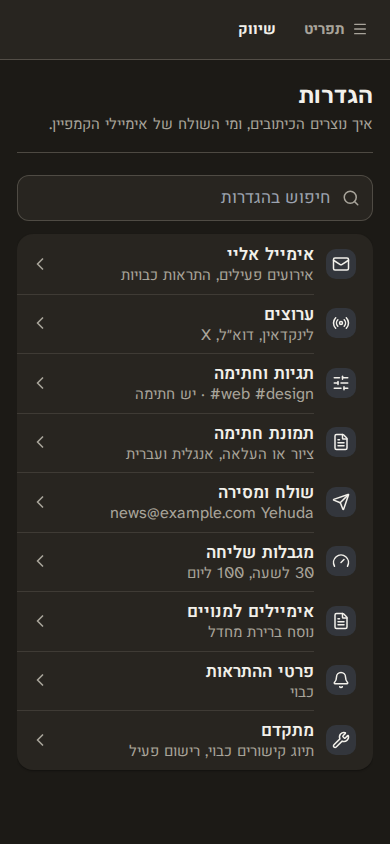 תפריט
שיווק
הגדרות
איך נוצרים הכיתובים, ומי השולח של אימיילי הקמפיין.
חיפוש בהגדרות
אימייל אליי
אירועים פעילים, התראות כבויות
ערוצים
לינקדאין, דוא״ל, X
תגיות וחתימה
#web #design · יש חתימה
תמונת חתימה
ציור או העלאה, אנגלית ועברית
שולח ומסירה
news@example.com Yehuda
מגבלות שליחה
30 לשעה, 100 ליום
אימיילים למנויים
נוסח ברירת מחדל
פרטי ההתראות
כבוי
מתקדם
תיוג קישורים כבוי, רישום פעיל